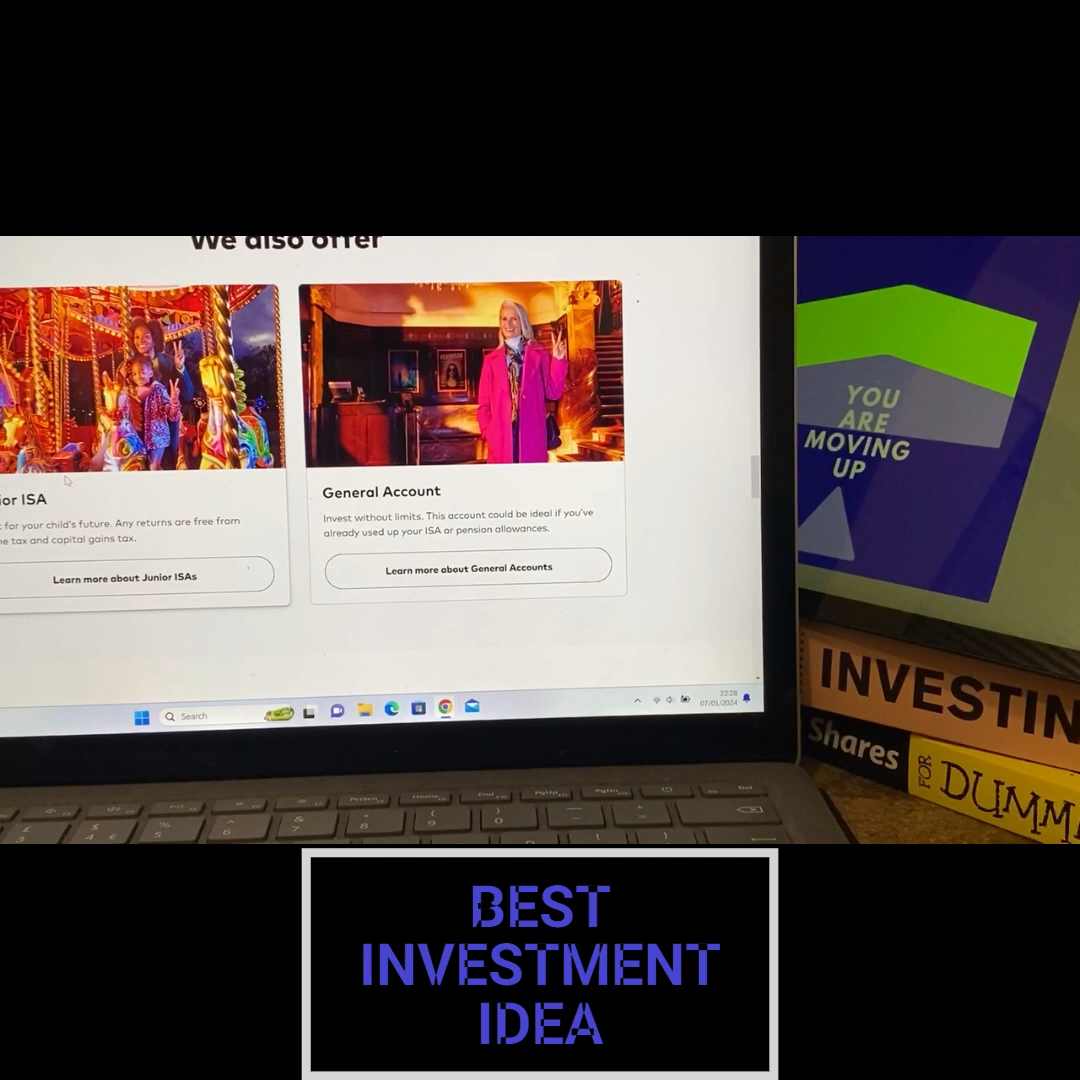 We also offer
ior ISA
t for your child's future. Any returns are free from
e tax and capital gains tax.
Learn more about Junior ISAs
General Account
Invest without limits. This account could be ideal if you've
already used up your ISA or pension allowances.
Learn more about General Accounts
Search
22:28
07/01/2024
YOU
ARE
MOVING
UP
INVESTIN
Shares
FOR
DUMM
BEST
INVESTMENT
IDEA